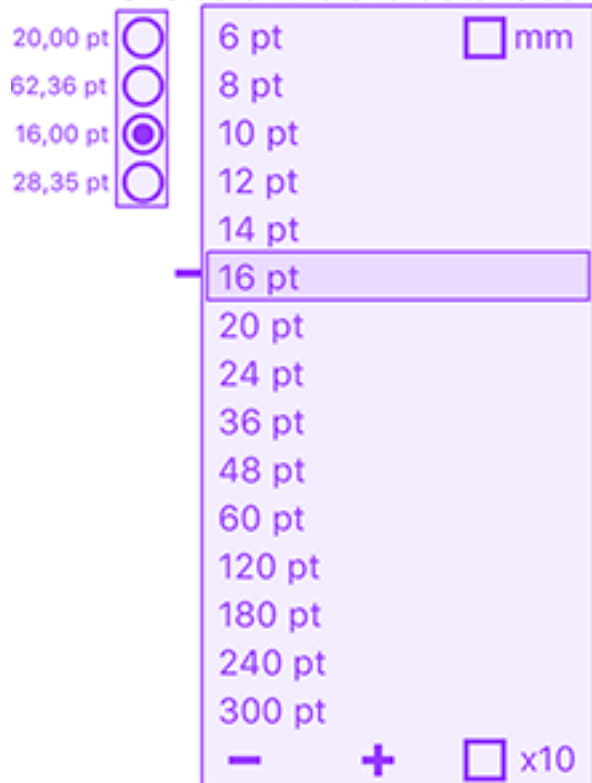 20,00 pt
62,36 pt
16,00 pt
28,35 pt
6 pt mm
8 pt
10 pt
12 pt
14 pt
16 pt
20 pt
24 pt
36 pt
48 pt
60 pt
120 pt
180 pt
240 pt
300 pt
- + x10